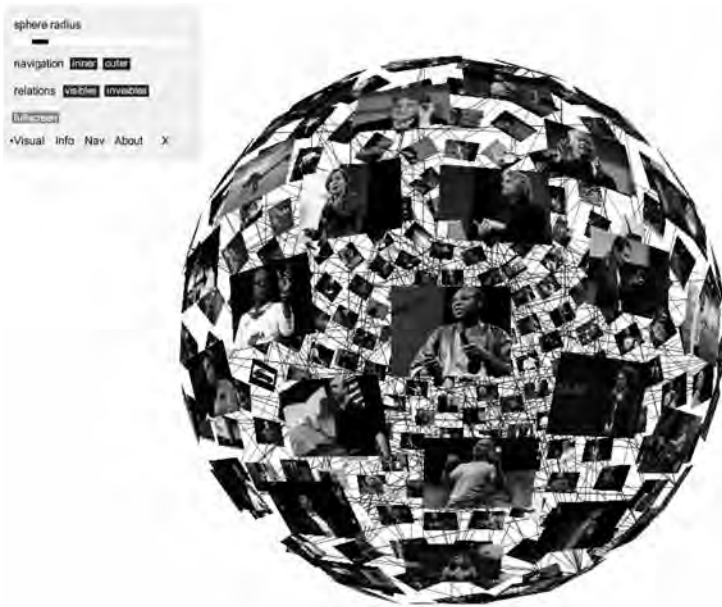 sphere radius
navigation inner outer
relations visibles invisibles
fullscreen
•Visual Info Nav About X